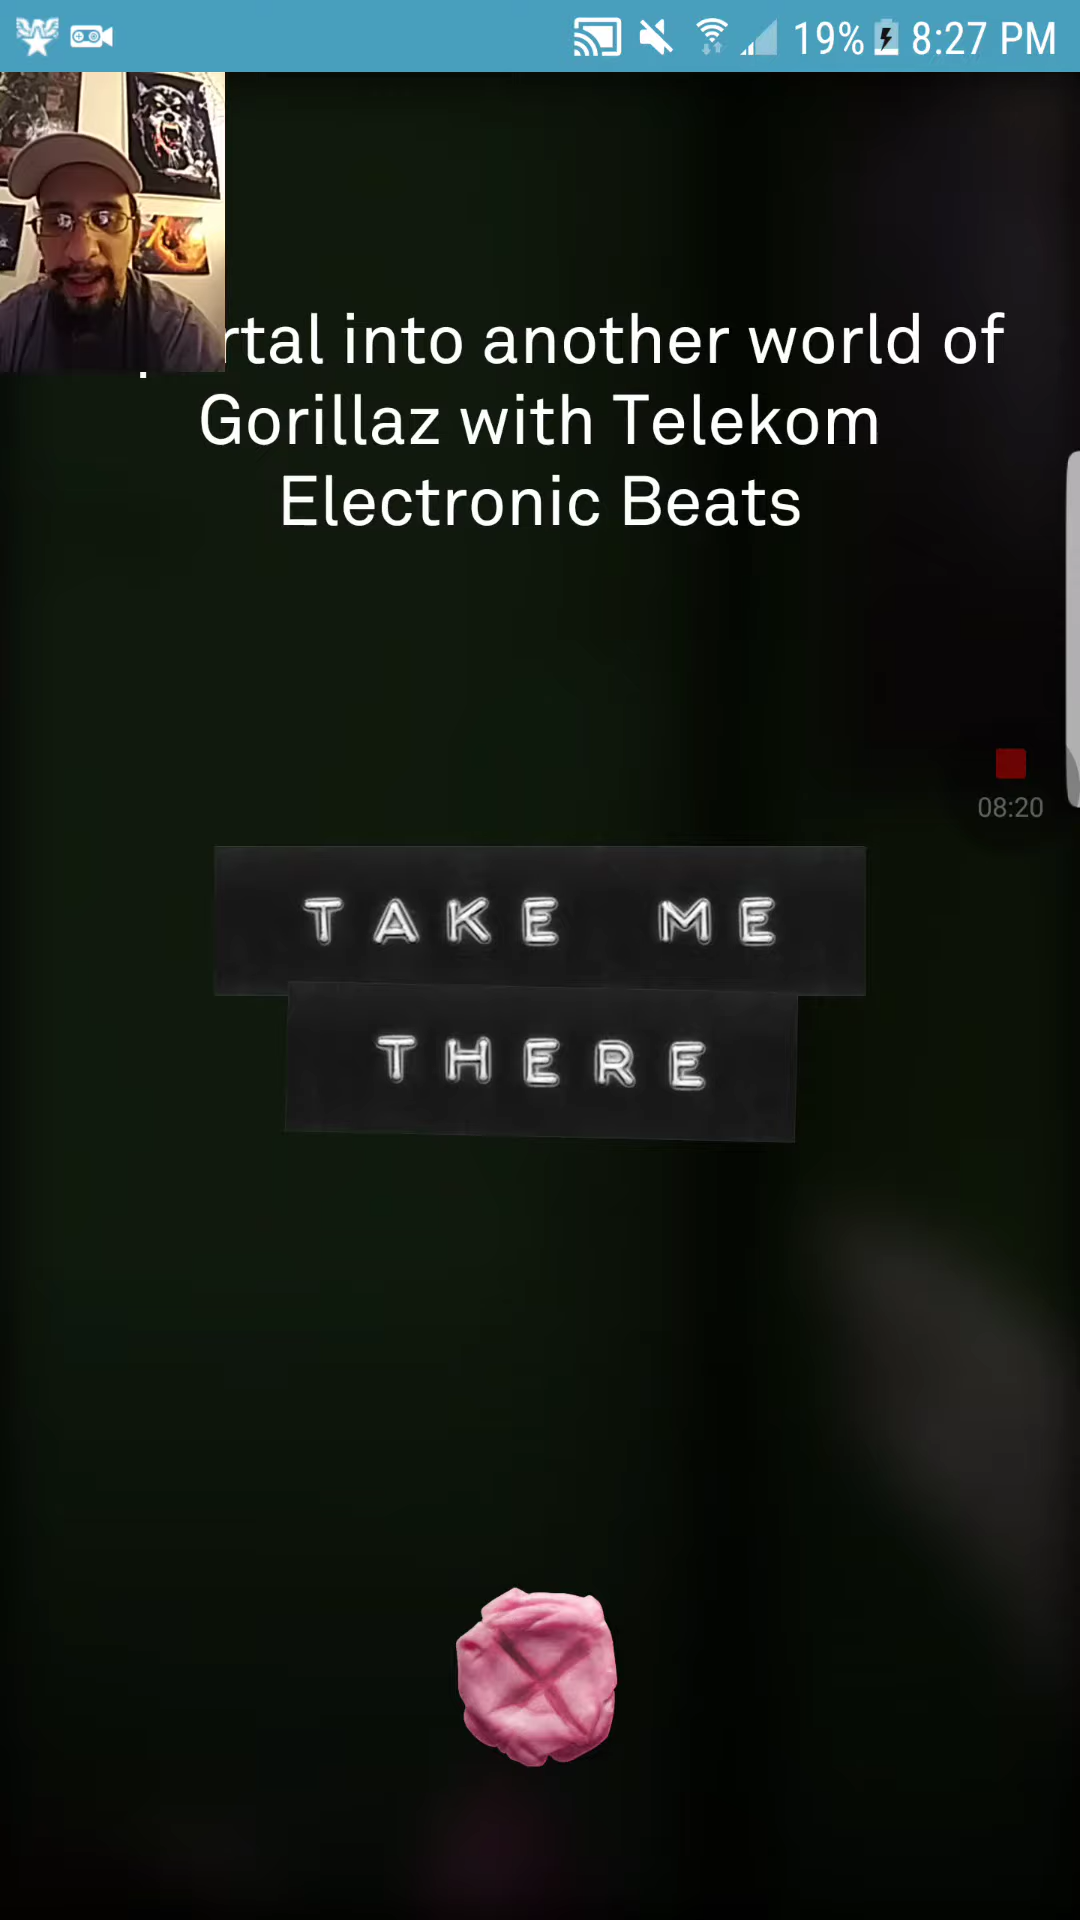 19% 8:27 PM
rtal into another world of
Gorillaz with Telekom
Electronic Beats
08:20
TAKE ME
THERE